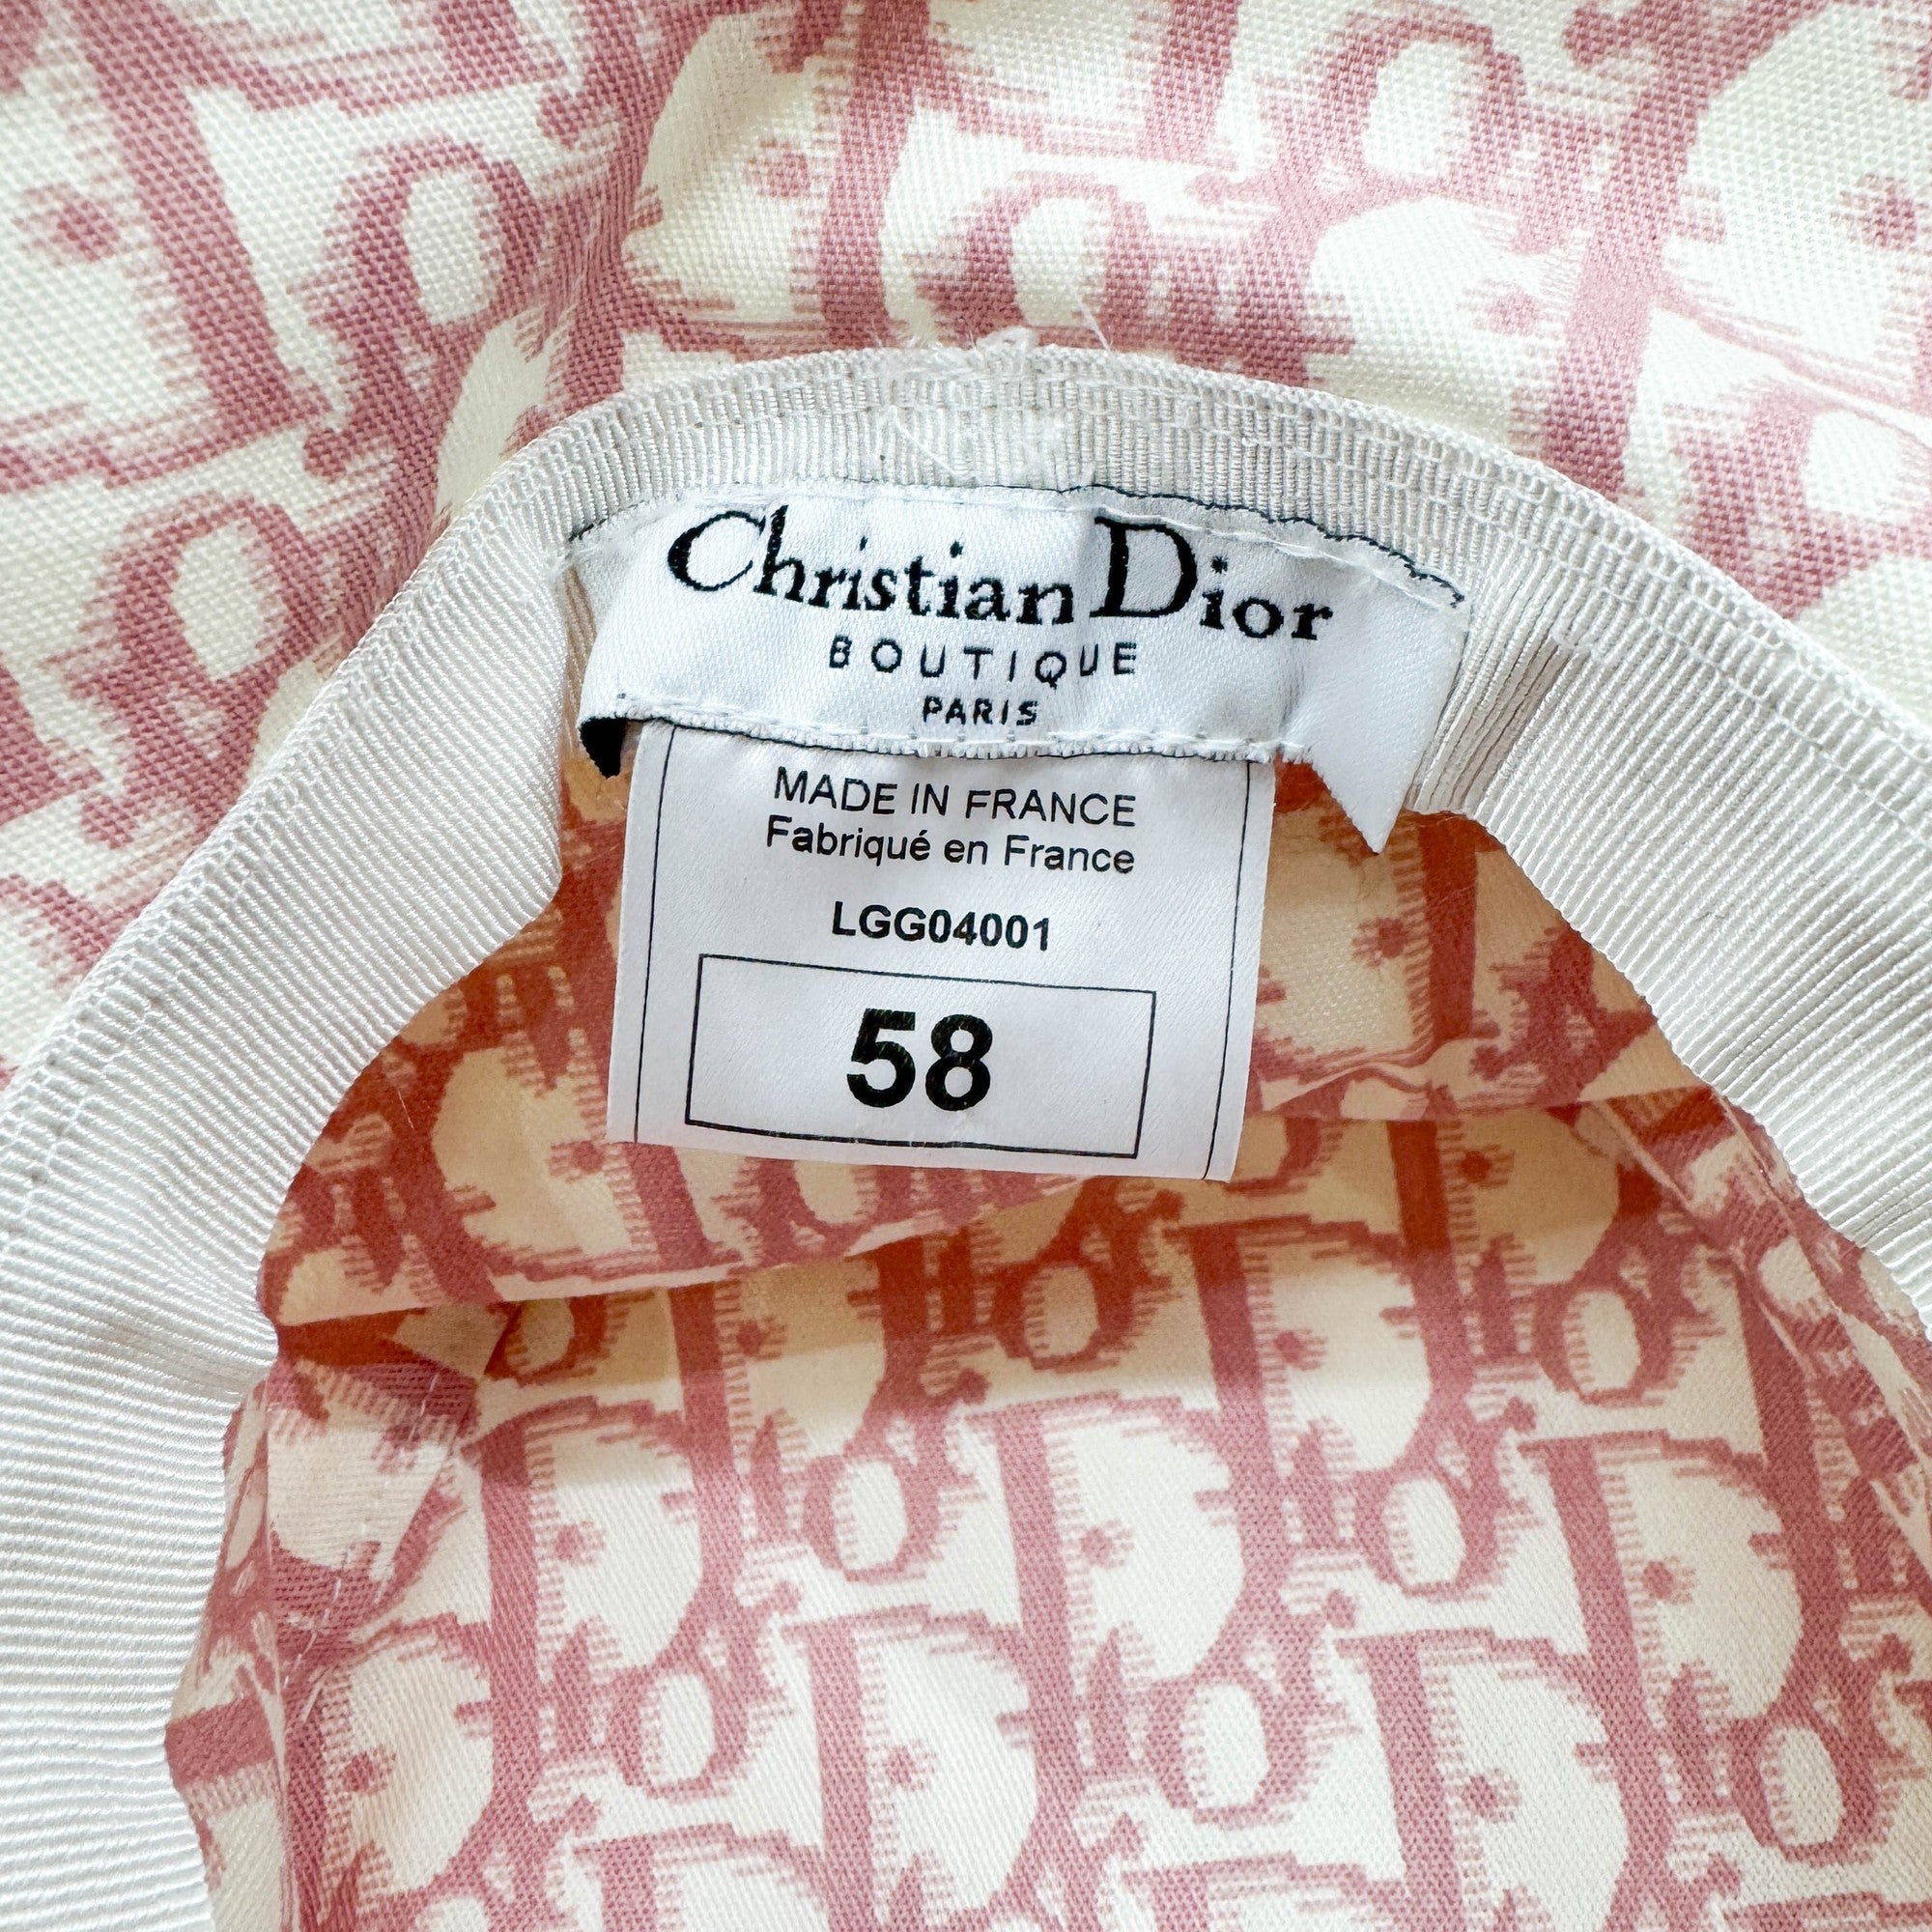 Christian Dior
BOUTIQUE
PARIS
MADE IN FRANCE
Fabriqué en France
LGG04001
58